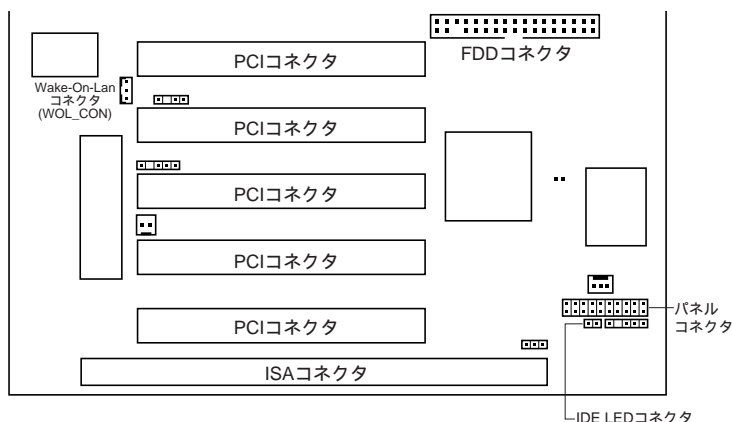 PCIコネクタ
FDDコネクタ
Wake-On-Lan
コネクタ
(WOL_CON)
PCIコネクタ
PCIコネクタ
PCIコネクタ
PCIコネクタ
パネル
コネクタ
ISAコネクタ
IDE LEDコネクタ